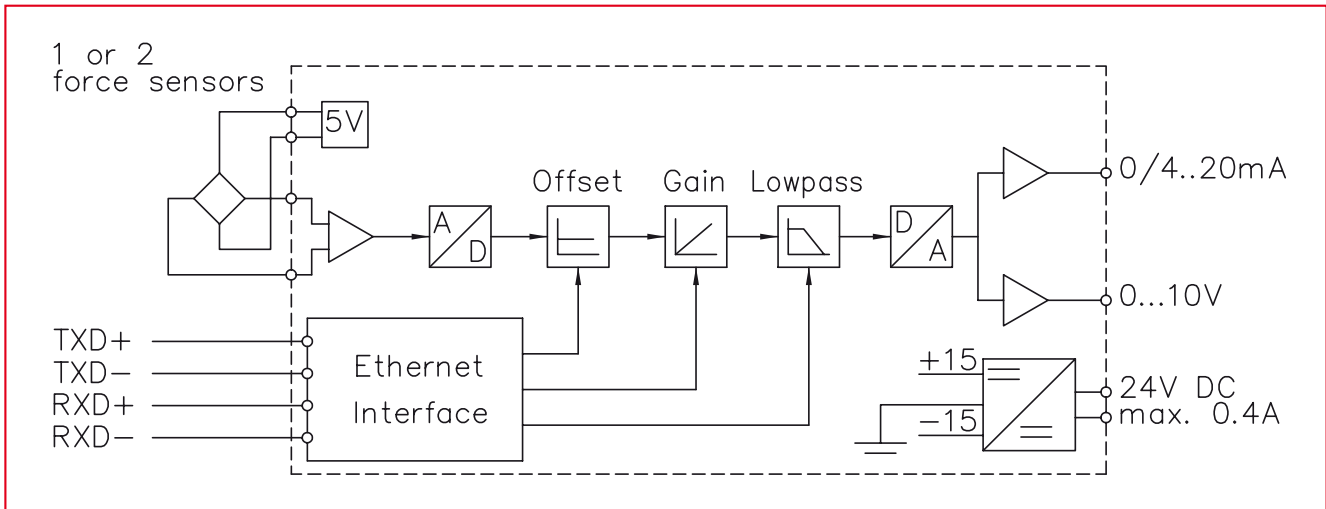 1 or 2
force sensors
5V
0/4..20mA
Offset Gain Lowpass
A
D
D
A
0...10V
TXD+
TXD-
RXD+
RXD-
Ethernet
Interface
+15
-15
24V DC
max. 0.4A